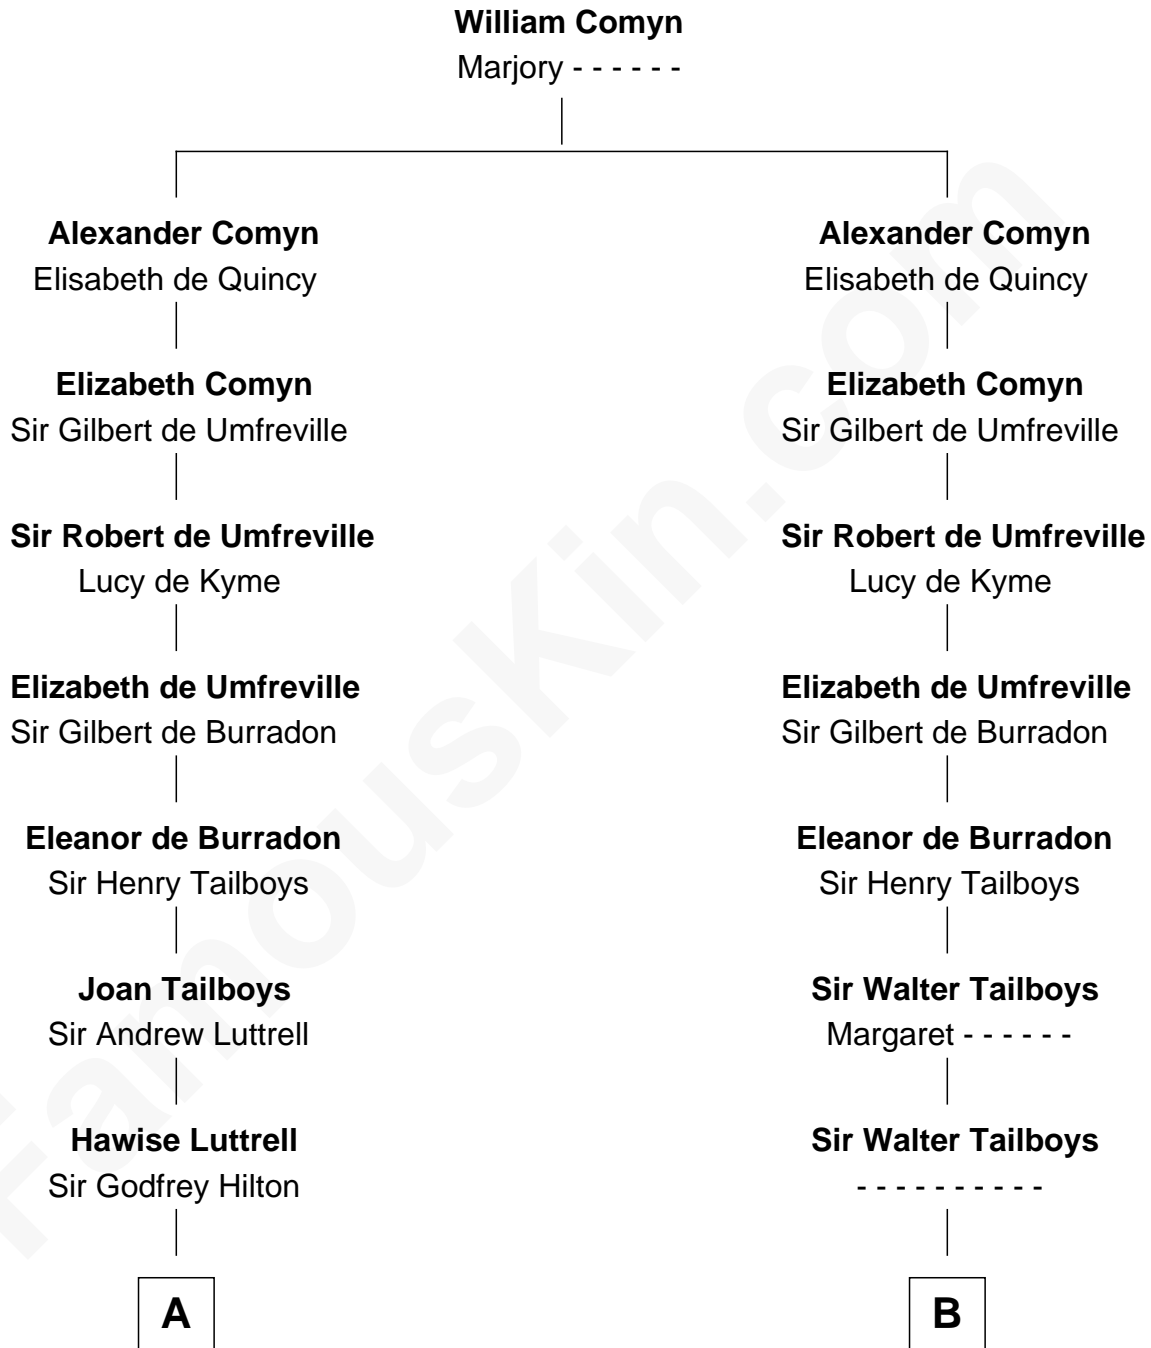 William Comyn
Marjory - - - - - -
Alexander Comyn
Elisabeth de Quincy
Elizabeth Comyn
Sir Gilbert de Umfreville
Sir Robert de Umfreville
Lucy de Kyme
Elizabeth de Umfreville
Sir Gilbert de Burradon
Eleanor de Burradon
Sir Henry Tailboys
Joan Tailboys
Sir Andrew Luttrell
Hawise Luttrell
Sir Godfrey Hilton
A
Alexander Comyn
Elisabeth de Quincy
Elizabeth Comyn
Sir Gilbert de Umfreville
Sir Robert de Umfreville
Lucy de Kyme
Elizabeth de Umfreville
Sir Gilbert de Burradon
Eleanor de Burradon
Sir Henry Tailboys
Sir Walter Tailboys
Margaret - - - - - -
Sir Walter Tailboys
- - - - - - - - - -
B
FamousKin.com